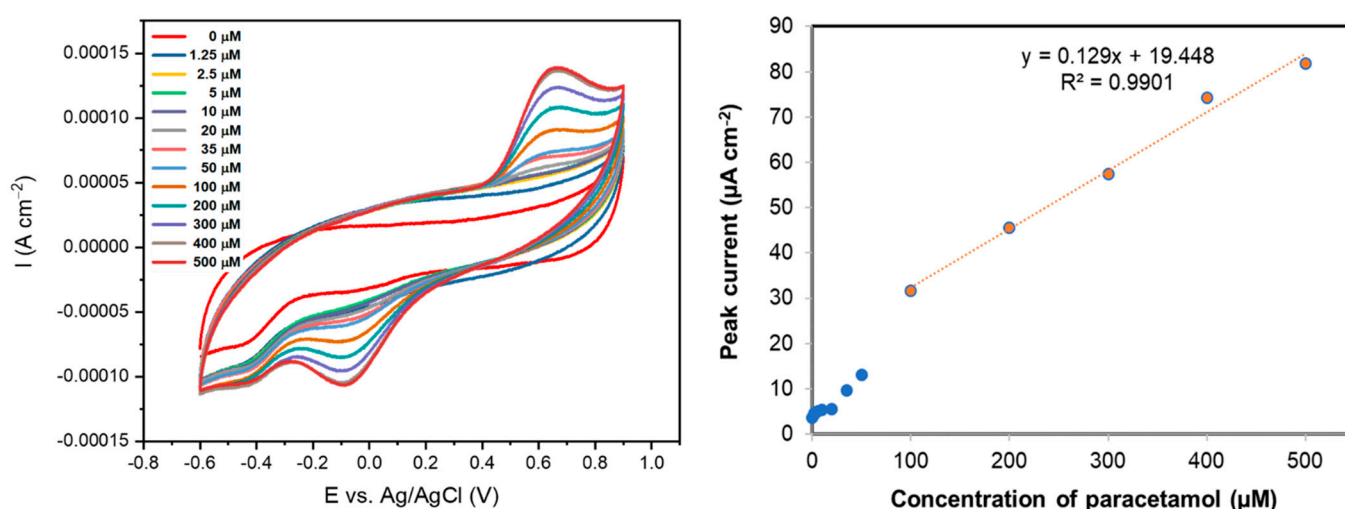 0.00015
0.00010
0.00005
0.00000
-0.00005
-0.00010
-0.00015
I (A cm⁻²)
0 μM
1.25 μM
2.5 μM
5 μM
10 μM
20 μM
35 μM
50 μM
100 μM
200 μM
300 μM
400 μM
500 μM
-0.8 -0.6 -0.4 -0.2 0.0 0.2 0.4 0.6 0.8 1.0
E vs. Ag/AgCl (V)
90
80
70
60
50
40
30
20
10
0
Peak current (μA cm⁻²)
y = 0.129x + 19.448
R² = 0.9901
0 100 200 300 400 500
Concentration of paracetamol (μM)